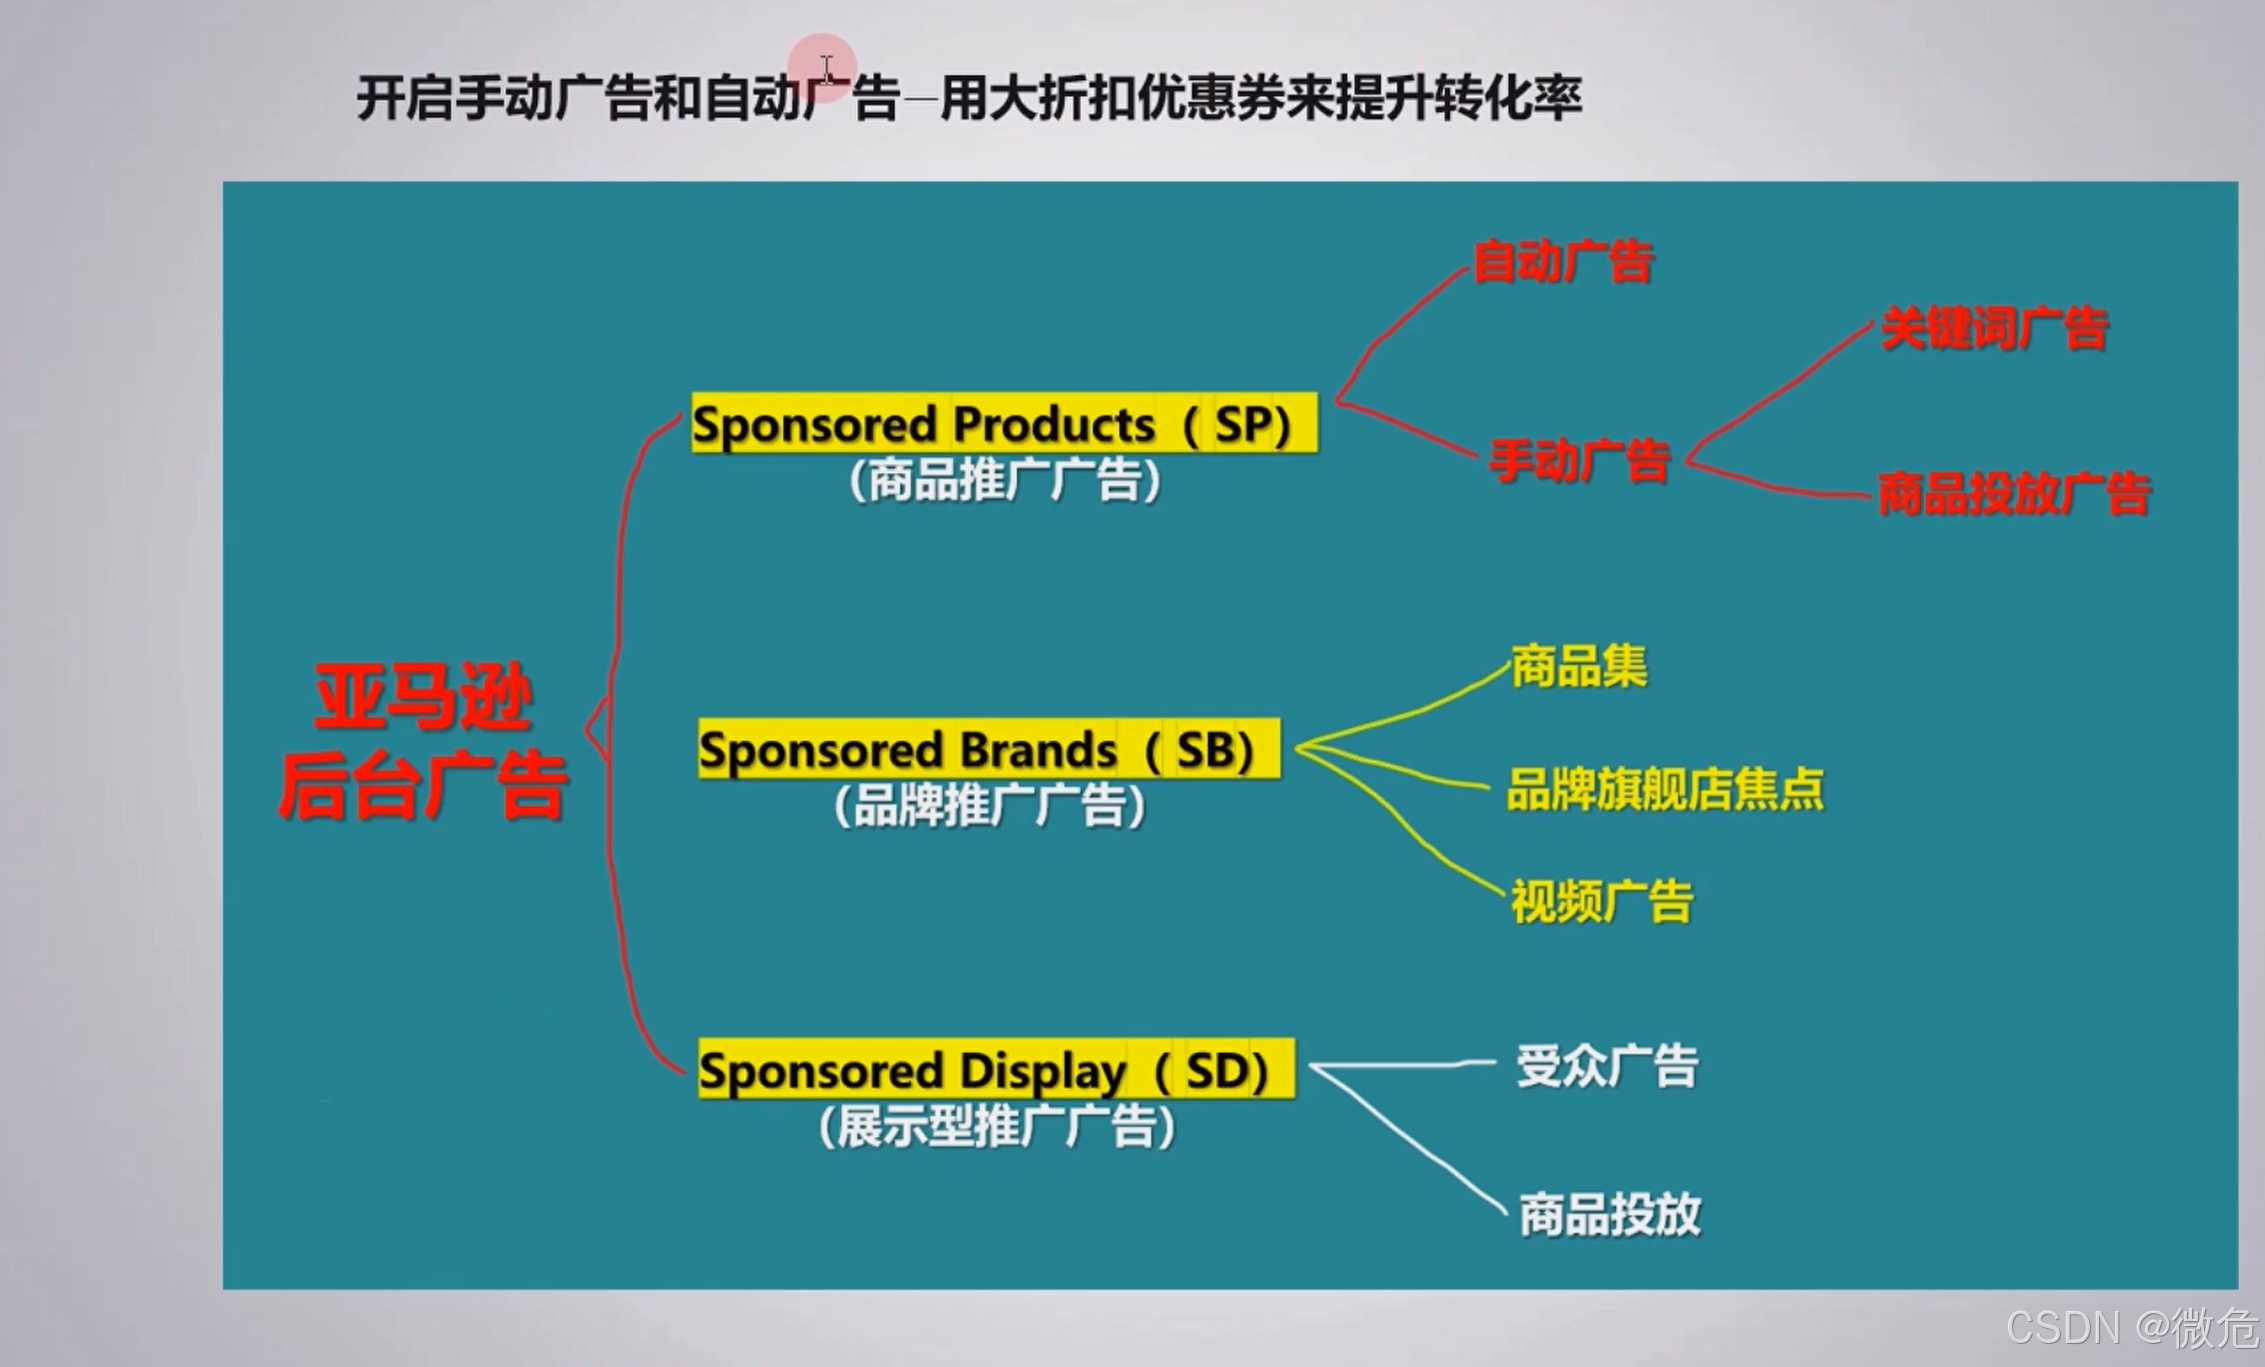 开启手动广告和自动广告—用大折扣优惠券来提升转化率
自动广告
关键词广告
Sponsored Products（ SP）
（商品推广广告）
手动广告
商品投放广告
亚马逊
后台广告
商品集
Sponsored Brands（ SB）
（品牌推广广告）
品牌旗舰店焦点
视频广告
Sponsored Display（ SD）
（展示型推广广告）
受众广告
商品投放
CSDN @微危